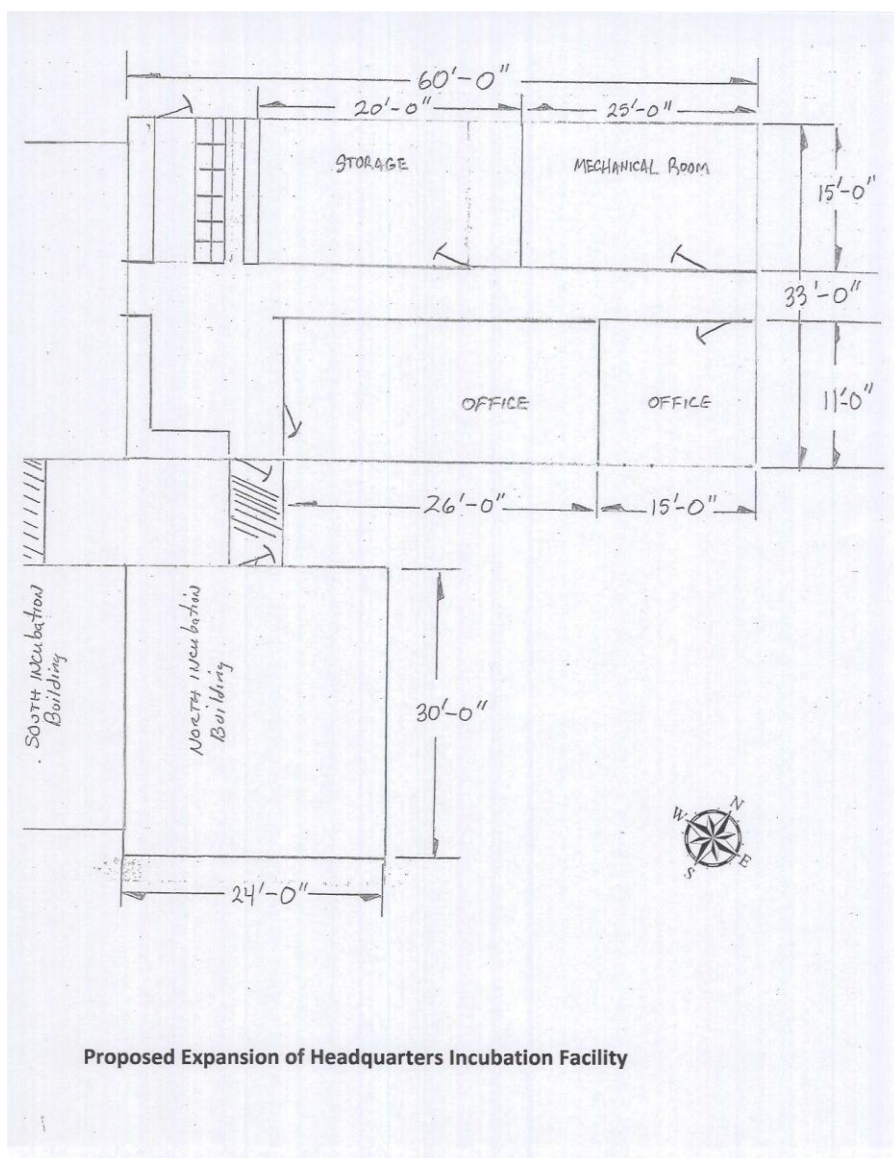 60'-0"
20'-0"
25'-0"
STORAGE
MECHANICAL ROOM
15'-0"
33'-0"
OFFICE
OFFICE
11'0"
26'-0"
15'-0"
SOUTH INCUBATION
Building
NORTH INCUBATION
Building
30'-0"
N
W
E
S
24'-0"
Proposed Expansion of Headquarters Incubation Facility